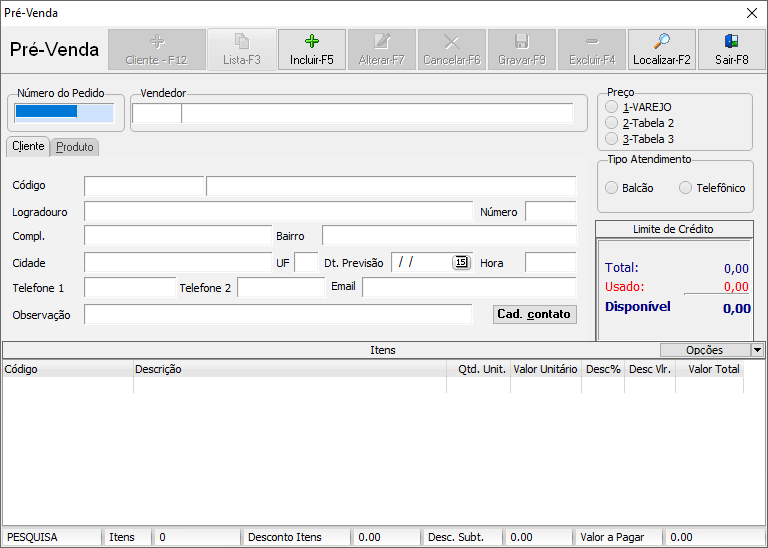 Pré-Venda
Pré-Venda
Cliente - F12
Lista-F3
Incluir-F5
Alterar-F7
Cancelar-F6
Gravar-F9
Excluir-F4
Localizar-F2
Sair-F8
Número do Pedido
Vendedor
Preço
1-VAREJO
2-Tabela 2
3-Tabela 3
Cliente
Produto
Tipo Atendimento
Balcão
Telefônico
Código
Logradouro
Número
Compl.
Bairro
Cidade
UF
Dt. Previsão
/ /
15
Hora
Telefone 1
Telefone 2
Email
Observação
Cad. contato
Limite de Crédito
Total: 0,00
Usado: 0,00
Disponível 0,00
Itens
Opções
Código Descrição Qtd. Unit. Valor Unitário Desc% Desc Vlr. Valor Total
PESQUISA Itens 0 Desconto Itens 0.00 Desc. Subt. 0.00 Valor a Pagar 0.00